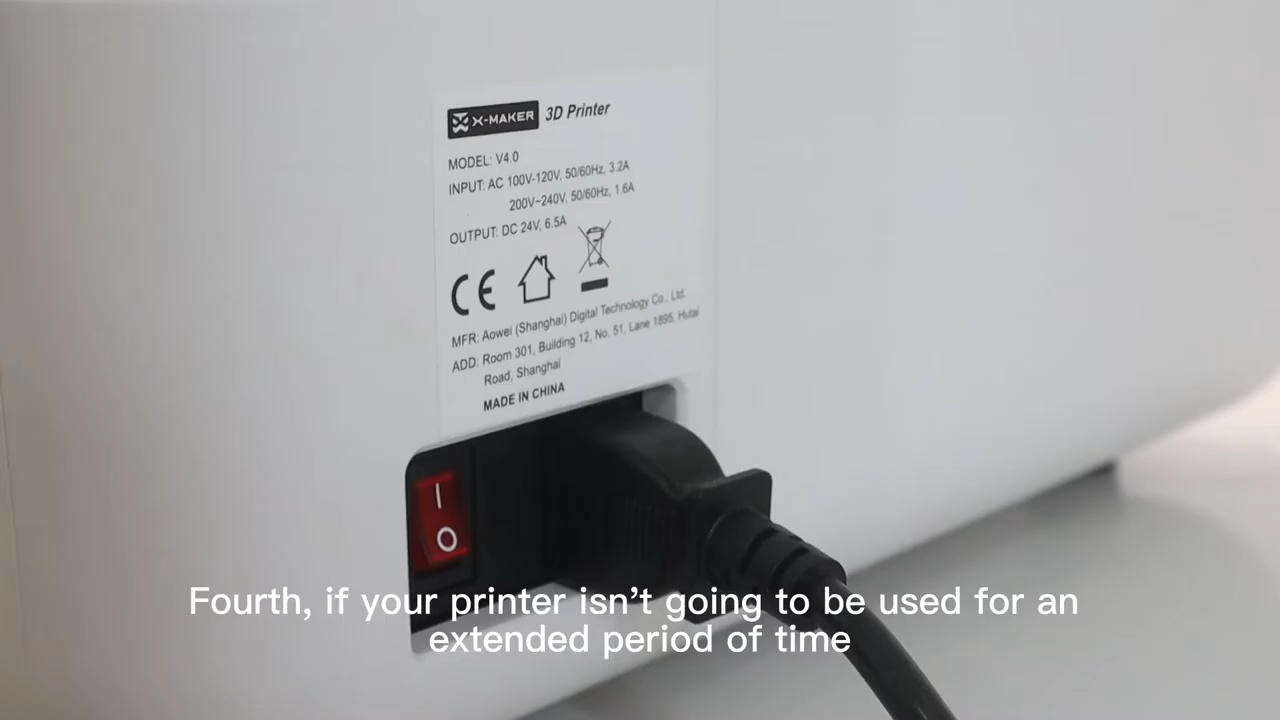 X-MAKER 3D Printer
MODEL: V4.0
INPUT: AC 100V-120V, 50/60Hz, 3.2A
200V~240V, 50/60Hz, 1.6A
OUTPUT: DC 24V, 6.5A
CE
MFR: Aowei (Shanghai) Digital Technology Co., Ltd.
ADD: Room 301, Building 12, No. 51, Lane 1895, Hutai
Road, Shanghai
MADE IN CHINA
I
O
Fourth, if your printer isn’t going to be used for an
extended period of time